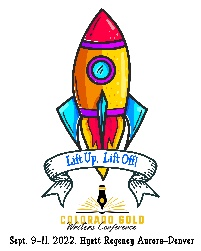 Lift Up, Lift Off!
COLORADO GOLD
Writers Conference
Sept. 9-11, 2022, Hyatt Regency Aurora-Denver